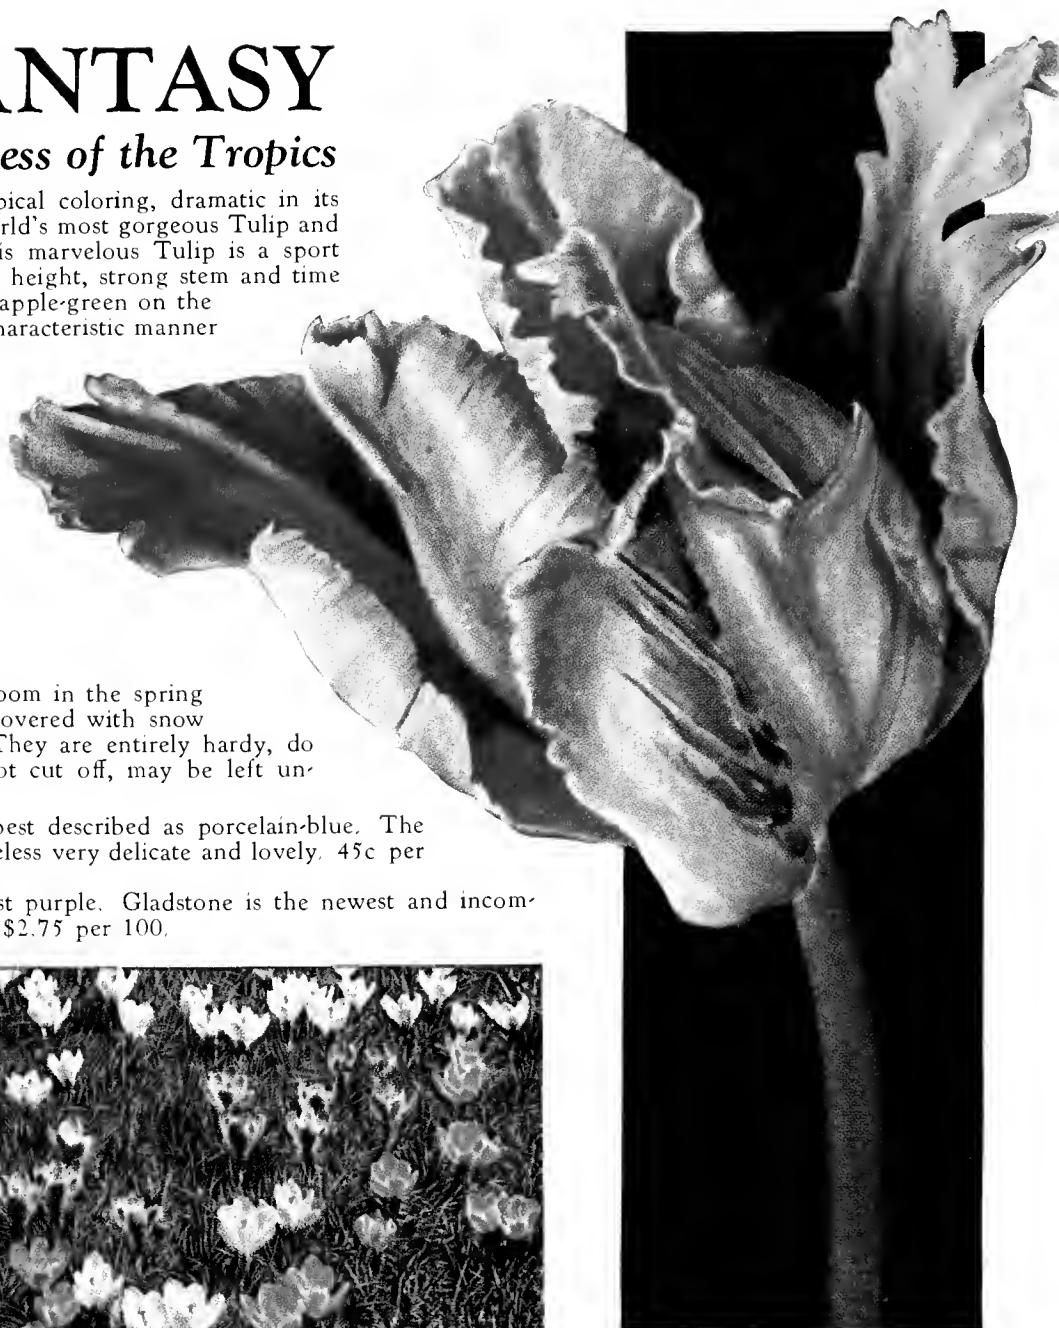 ANTASY
ess of the Tropics
pical coloring, dramatic in its
rld's most gorgeous Tulip and
is marvelous Tulip is a sport
height, strong stem and time
apple-green on the
haracteristic manner
oom in the spring
overed with snow
They are entirely hardy, do
ot cut off, may be left un-
best described as porcelain-blue. The
eless very delicate and lovely. 45c per
st purple. Gladstone is the newest and incom-
$2.75 per 100.